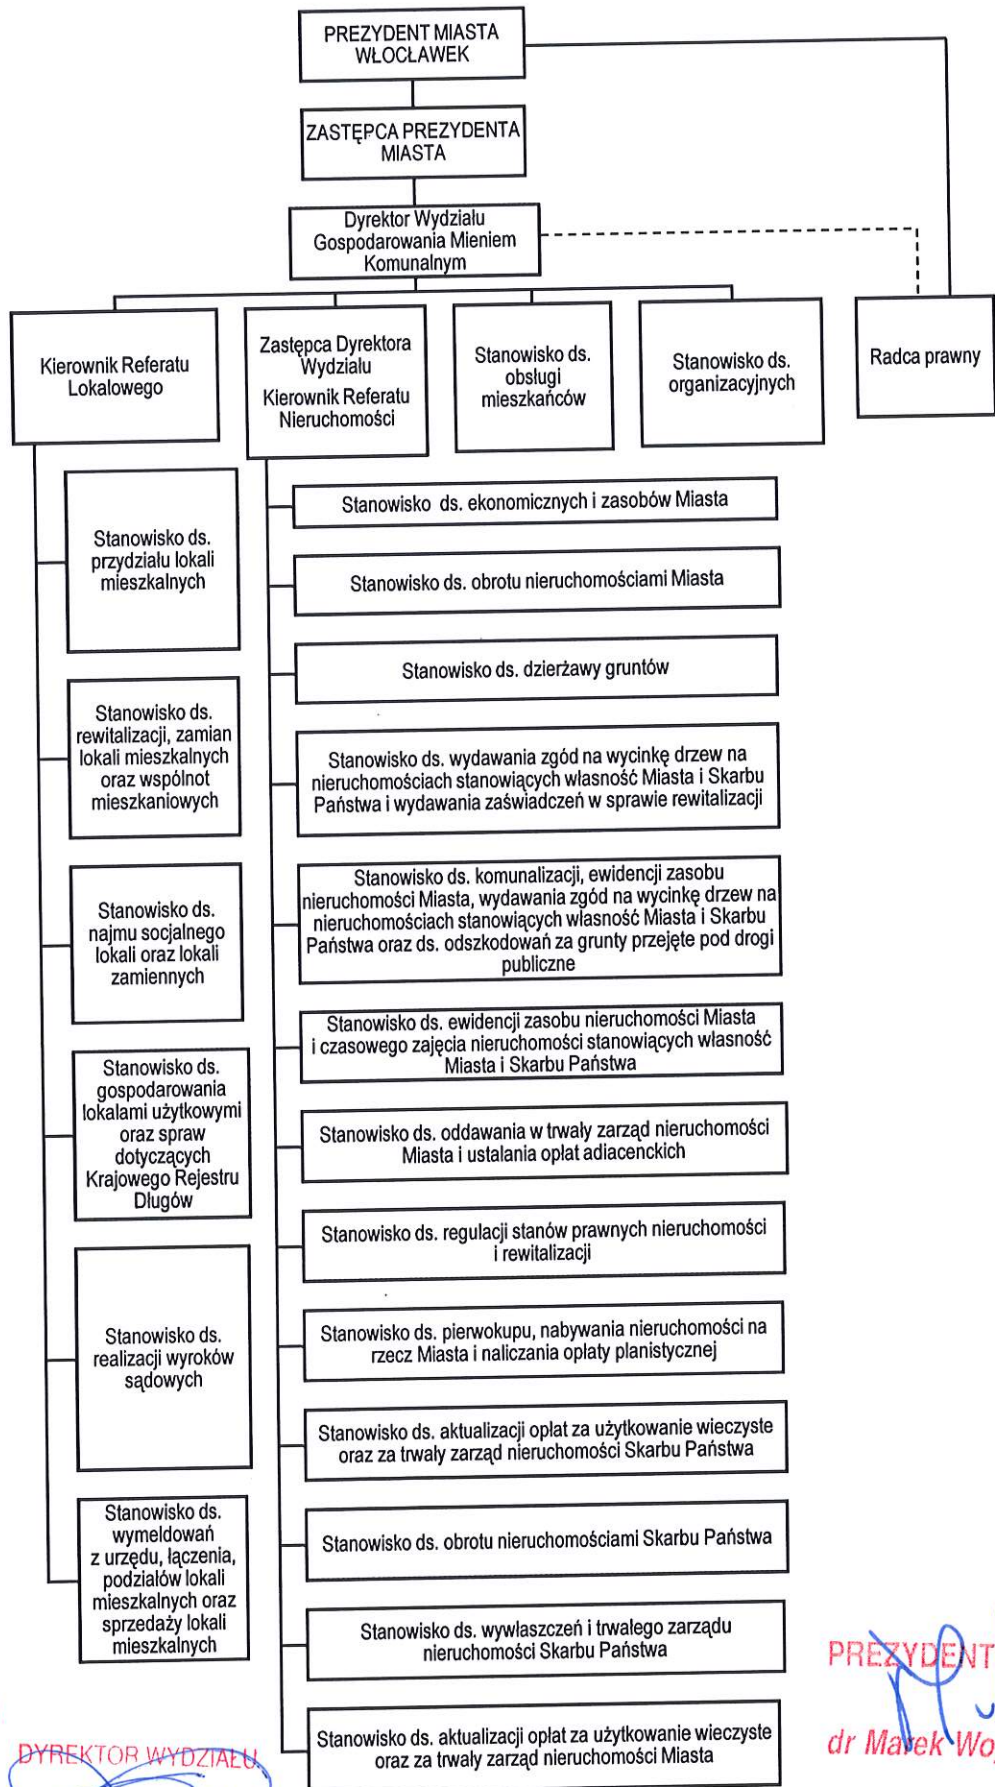 PREZYDENT MIASTA
WŁOCŁAWEK
ZASTĘPCA PREZYDENTA
MIASTA
Dyrektor Wydziału
Gospodarowania Mieniem
Komunalnym
Kierownik Referatu
Lokalowego
Zastępca Dyrektora
Wydziału
Kierownik Referatu
Nieruchomości
Stanowisko ds.
obsługi
mieszkańców
Stanowisko ds.
organizacyjnych
Radca prawny
Stanowisko ds.
przydziału lokali
mieszkalnych
Stanowisko ds.
rewitalizacji, zamian
lokali mieszkalnych
oraz wspólnot
mieszkaniowych
Stanowisko ds.
najmu socjalnego
lokali oraz lokali
zamiennych
Stanowisko ds.
gospodarowania
lokalami użytkowymi
oraz spraw
dotyczących
Krajowego Rejestru
Długów
Stanowisko ds.
realizacji wyroków
sądowych
Stanowisko ds.
wymeldowań
z urzędu, łączenia,
podziałów lokali
mieszkalnych oraz
sprzedaży lokali
mieszkalnych
Stanowisko ds. ekonomicznych i zasobów Miasta
Stanowisko ds. obrotu nieruchomościami Miasta
Stanowisko ds. dzierżawy gruntów
Stanowisko ds. wydawania zgód na wycinkę drzew na
nieruchomościach stanowiących własność Miasta i Skarbu
Państwa i wydawania zaświadczeń w sprawie rewitalizacji
Stanowisko ds. komunalizacji, ewidencji zasobu
nieruchomości Miasta, wydawania zgód na wycinkę drzew na
nieruchomościach stanowiących własność Miasta i Skarbu
Państwa oraz ds. odszkodowań za grunty przejęte pod drogi
publiczne
Stanowisko ds. ewidencji zasobu nieruchomości Miasta
i czasowego zajęcia nieruchomości stanowiących własność
Miasta i Skarbu Państwa
Stanowisko ds. oddawania w trwały zarząd nieruchomości
Miasta i ustalania opłat adiacenckich
Stanowisko ds. regulacji stanów prawnych nieruchomości
i rewitalizacji
Stanowisko ds. pierwokupu, nabywania nieruchomości na
rzecz Miasta i naliczania opłaty planistycznej
Stanowisko ds. aktualizacji opłat za użytkowanie wieczyste
oraz za trwały zarząd nieruchomości Skarbu Państwa
Stanowisko ds. obrotu nieruchomościami Skarbu Państwa
Stanowisko ds. wywłaszczeń i trwałego zarządu
nieruchomości Skarbu Państwa
Stanowisko ds. aktualizacji opłat za użytkowanie wieczyste
oraz za trwały zarząd nieruchomości Miasta
DYREKTOR WYDZIAŁU
PREZYDENT
dr Marek